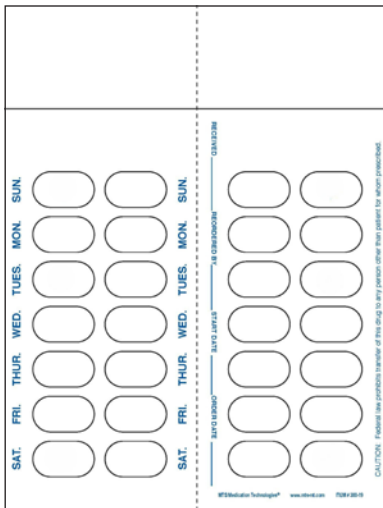 SUN. SUN.
MON. MON.
TUES. TUES.
WED. WED.
THUR. THUR.
FRI. FRI.
SAT. SAT.
RECEIVED
REORDERED BY
START DATE
ORDER DATE
CAUTION: Federal law prohibits transfer of this drug to any person other than patient for whom prescribed.
MTS Medication Technologies®